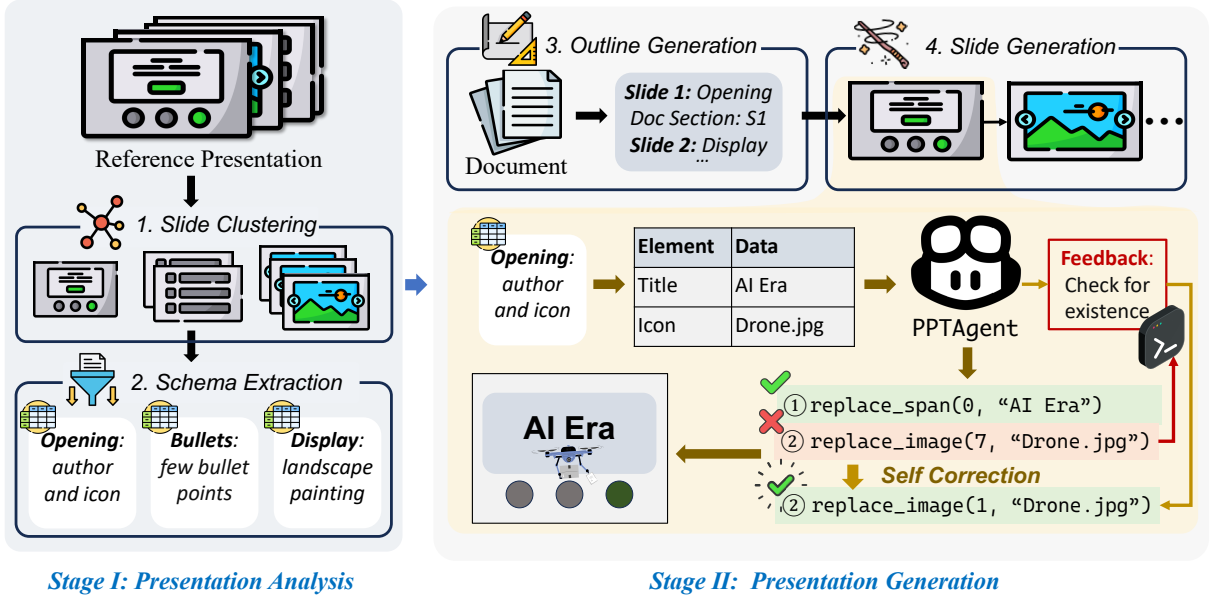 Reference Presentation
1. Slide Clustering
2. Schema Extraction
Opening:
author
and icon
Bullets:
few bullet
points
Display:
landscape
painting
Stage I: Presentation Analysis
3. Outline Generation
Document
Slide 1: Opening
Doc Section: S1
Slide 2: Display
...
4. Slide Generation
Opening:
author
and icon
Element Data
Title AI Era
Icon Drone.jpg
PPTAgent
Feedback:
Check for
existence
① replace_span(0, “AI Era”)
② replace_image(7, “Drone.jpg”)
Self Correction
② replace_image(1, “Drone.jpg”)
AI Era
Stage II: Presentation Generation